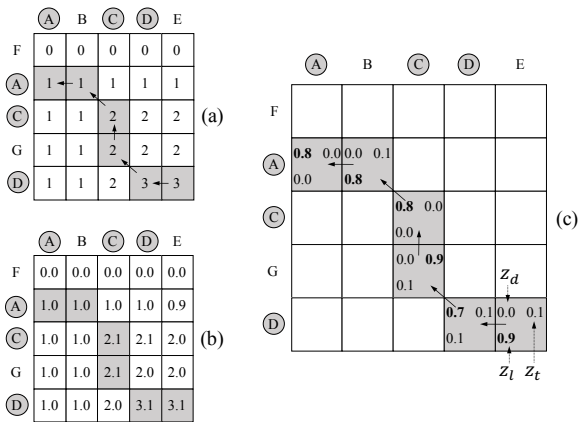 A B C D E
F 0 0 0 0 0
A 1 1 1 1 1
C 1 1 2 2 2
G 1 1 2 2 2
D 1 1 2 3 3
(a)
A B C D E
F 0.0 0.0 0.0 0.0 0.0
A 1.0 1.0 1.0 1.0 0.9
C 1.0 1.0 2.1 2.1 2.0
G 1.0 1.0 2.1 2.0 2.0
D 1.0 1.0 2.0 3.1 3.1
(b)
A B C D E
F
A 0.8 0.0 0.0 0.1
0.0 0.8
C 0.8 0.0
0.0
G 0.0 0.9
0.1
z_d
D 0.7 0.1 0.0 0.1
0.1 0.9
z_l z_t
(c)